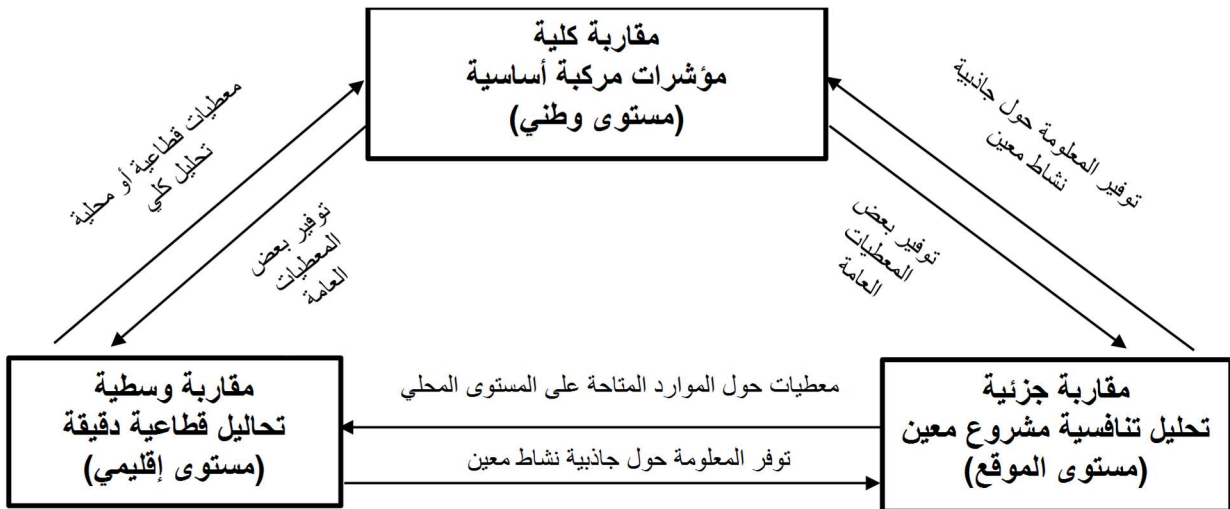 مقاربة كلية
مؤشرات مركبة أساسية
(مستوى وطني)
توفير المعلومة حول جاذبية
نشاط معين
معطيات قطاعية أو محلية
تحليل كلي
توفير بعض
المعطيات
العامة
توفير بعض
المعطيات
العامة
مقاربة جزئية
تحليل تنافسية مشروع معين
(مستوى الموقع)
معطيات حول الموارد المتاحة على المستوى المحلي
توفر المعلومة حول جاذبية نشاط معين
مقاربة وسطية
تحاليل قطاعية دقيقة
(مستوى إقليمي)